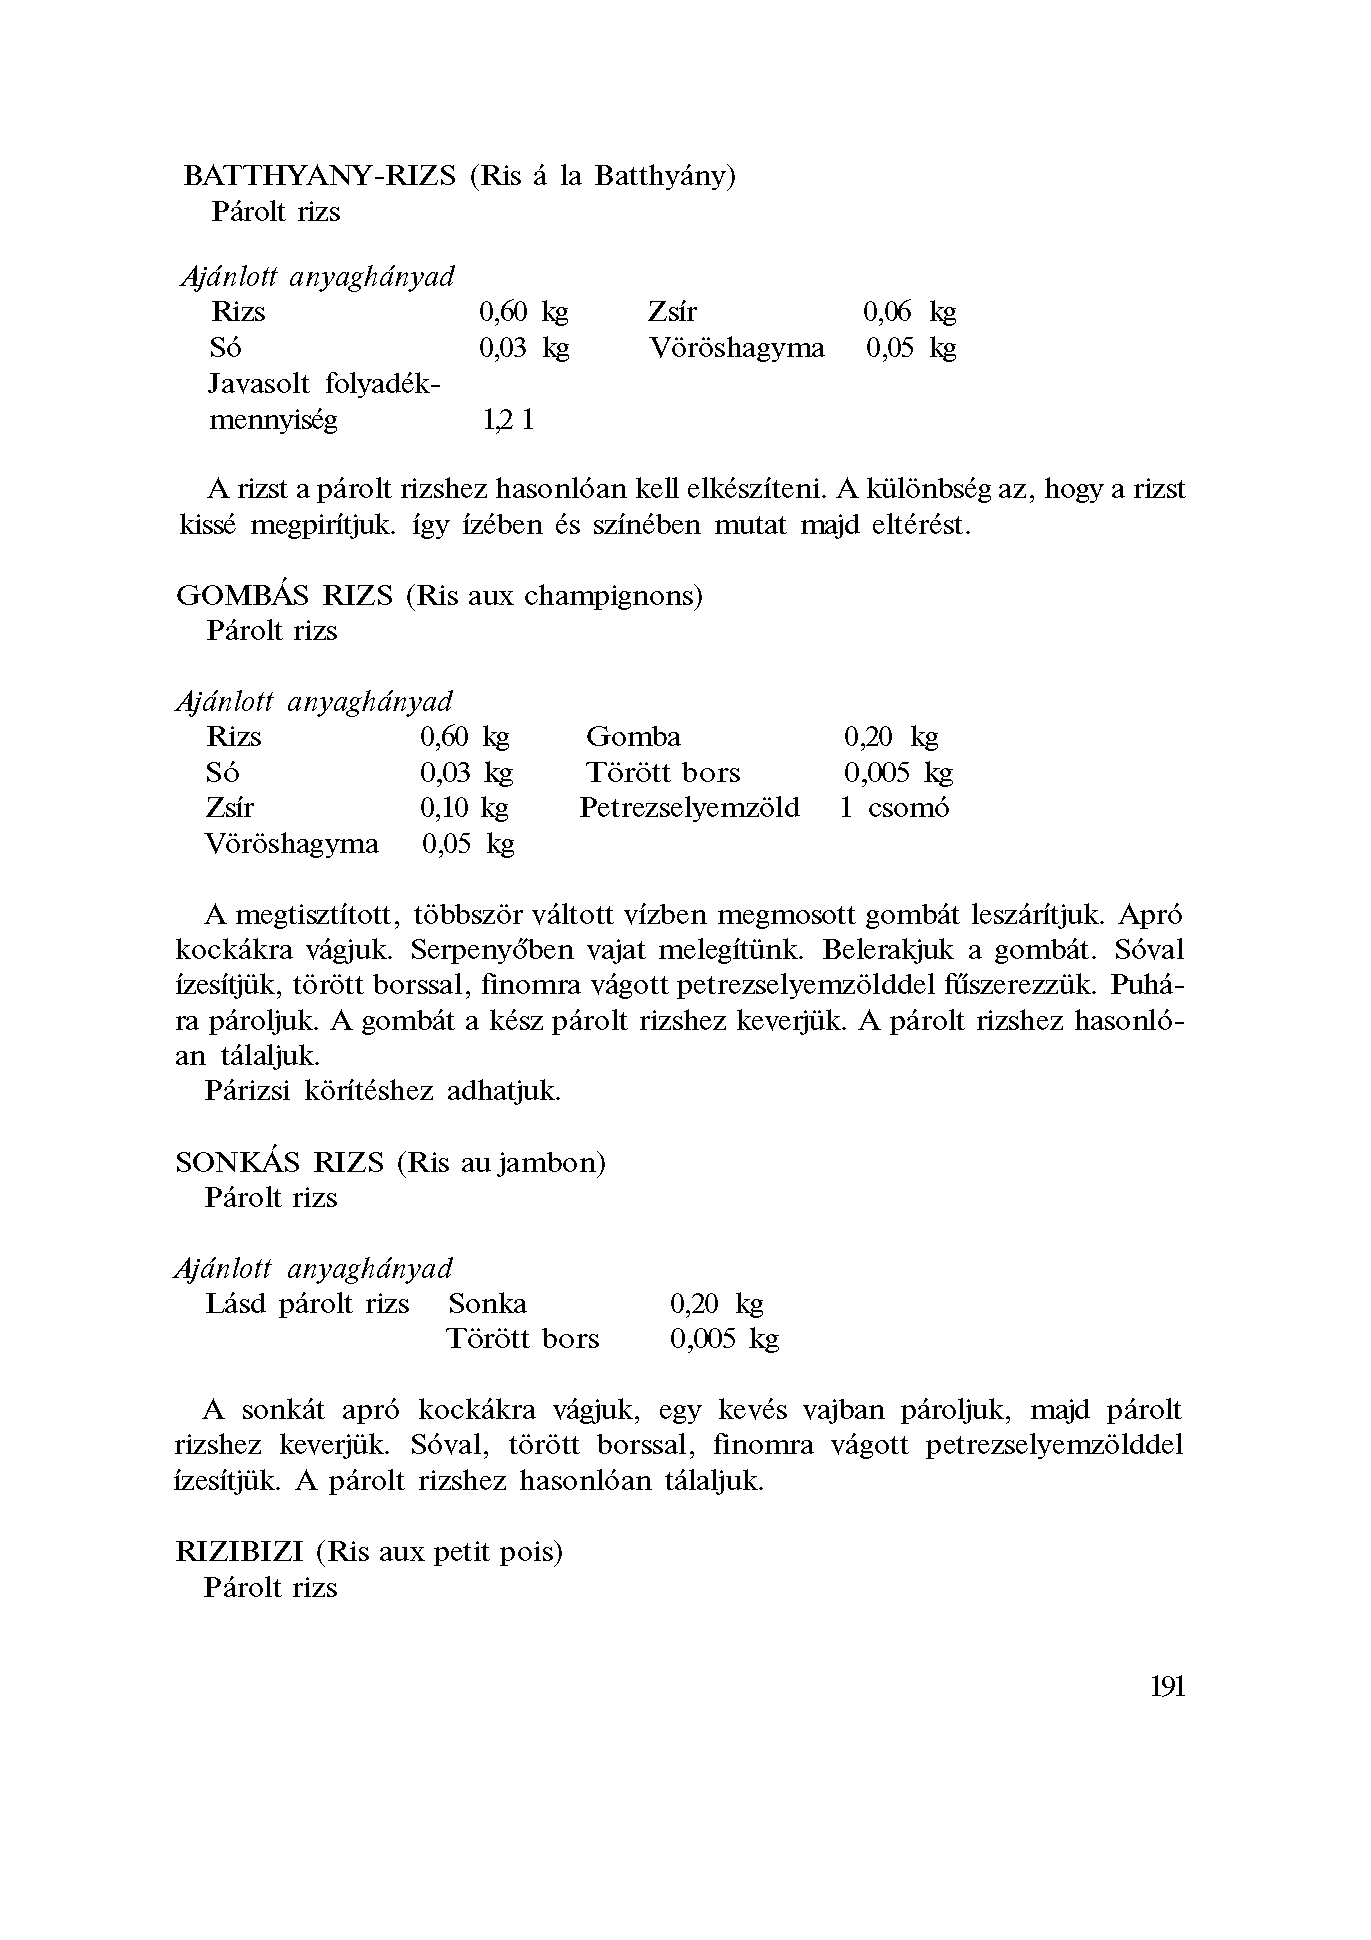 BATTHYANY-RIZS (Ris á la Batthyány)
Párolt rizs
Ajánlott anyaghányad
Rizs 0,60 kg Zsír 0,06 kg
Só 0,03 kg Vöröshagyma 0,05 kg
Javasolt folyadék-
mennyiség 1,2 1
A rizst a párolt rizshez hasonlóan kell elkészíteni. A különbség az, hogy a rizst
kissé megpirítjuk. így ízében és színében mutat majd eltérést.
GOMBÁS RIZS (Ris aux champignons)
Párolt rizs
Ajánlott anyaghányad
Rizs 0,60 kg Gomba 0,20 kg
Só 0,03 kg Törött bors 0,005 kg
Zsír 0,10 kg Petrezselyemzöld 1 csomó
Vöröshagyma 0,05 kg
A megtisztított, többször váltott vízben megmosott gombát leszárítjuk. Apró
kockákra vágjuk. Serpenyőben vajat melegítünk. Belerakjuk a gombát. Sóval
ízesítjük, törött borssal, finomra vágott petrezselyemzölddel fűszerezzük. Puhá-
ra pároljuk. A gombát a kész párolt rizshez keverjük. A párolt rizshez hasonló-
an tálaljuk.
Párizsi körítéshez adhatjuk.
SONKÁS RIZS (Ris au jambon)
Párolt rizs
Ajánlott anyaghányad
Lásd párolt rizs Sonka 0,20 kg
Törött bors 0,005 kg
A sonkát apró kockákra vágjuk, egy kevés vajban pároljuk, majd párolt
rizshez keverjük. Sóval, törött borssal, finomra vágott petrezselyemzölddel
ízesítjük. A párolt rizshez hasonlóan tálaljuk.
RIZIBIZI (Ris aux petit pois)
Párolt rizs
191